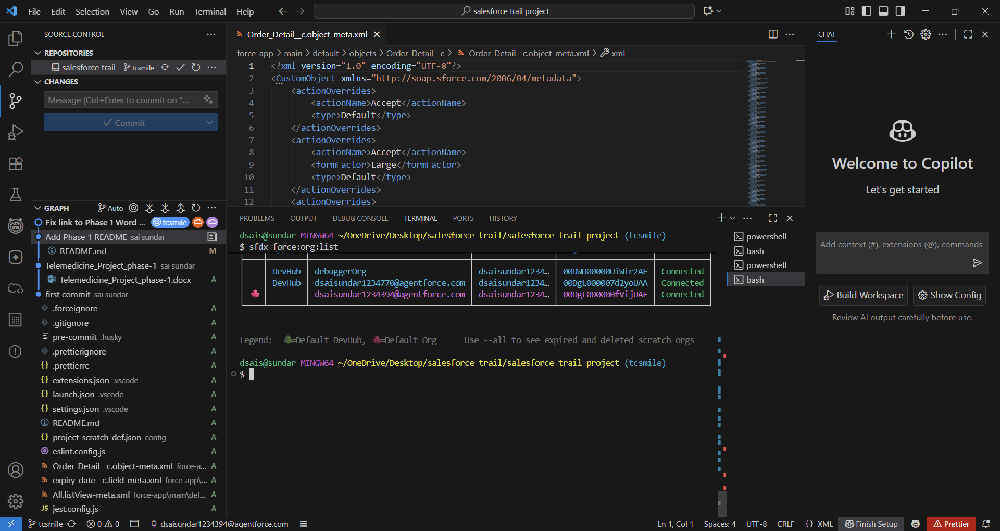 File Edit Selection View Go Run Terminal Help
salesforce trail project
SOURCE CONTROL
REPOSITORIES
salesforce trail tcsmile
CHANGES
Message (Ctrl+Enter to commit on "...
Commit
GRAPH Auto
Fix link to Phase 1 Word ... tcsmile
Add Phase 1 README sai sundar
README.md M
Telemedicine_Project_phase-1 sai sundar
Telemedicine_Project_phase-1.docx A
first commit sai sundar
.forceignore A
.gitignore A
pre-commit .husky A
.prettierignore A
.prettierrc A
extensions.json .vscode A
launch.json .vscode A
settings.json .vscode A
README.md A
project-scratch-def.json config A
eslint.config.js A
Order_Detail__c.object-meta.xml force-a... A
expiry_date__c.field-meta.xml force-app\... A
All.listView-meta.xml force-app\main\def... A
JS jest.config.js A
Order_Detail__c.object-meta.xml
force-app > main > default > objects > Order_Detail__c > Order_Detail__c.object-meta.xml > xml
1 <?xml version="1.0" encoding="UTF-8"?>
2 <CustomObject xmlns="http://soap.sforce.com/2006/04/metadata">
3 <actionOverrides>
4 <actionName>Accept</actionName>
5 <type>Default</type>
6 </actionOverrides>
7 <actionOverrides>
8 <actionName>Accept</actionName>
9 <formFactor>Large</formFactor>
10 <type>Default</type>
11 </actionOverrides>
12 <actionOverrides>
PROBLEMS OUTPUT DEBUG CONSOLE TERMINAL PORTS HISTORY
dsais@sundar MINGW64 ~/OneDrive/Desktop/salesforce trail/salesforce trail project (tcsmile)
$ sfdx force:org:list
DevHub debuggerOrg dsaisundar1234... 00DWU00000UiWir2AF Connected
DevHub dsaisundar1234770@agentforce.com dsaisundar1234... 00DgL000007d2yoUAA Connected
dsaisundar1234394@agentforce.com dsaisundar1234... 00DgL00000BfVijUAF Connected
Legend: =Default DevHub, =Default Org Use --all to see expired and deleted scratch orgs
dsais@sundar MINGW64 ~/OneDrive/Desktop/salesforce trail/salesforce trail project (tcsmile)
$
powershell
bash
powershell
bash
CHAT
Welcome to Copilot
Let's get started
Add context (#), extensions (@), commands
Build Workspace Show Config
Review AI output carefully before use.
tcsmile 0 0 dsaisundar1234394@agentforce.com Ln 1, Col 1 Spaces: 4 UTF-8 CRLF {} XML Finish Setup Prettier